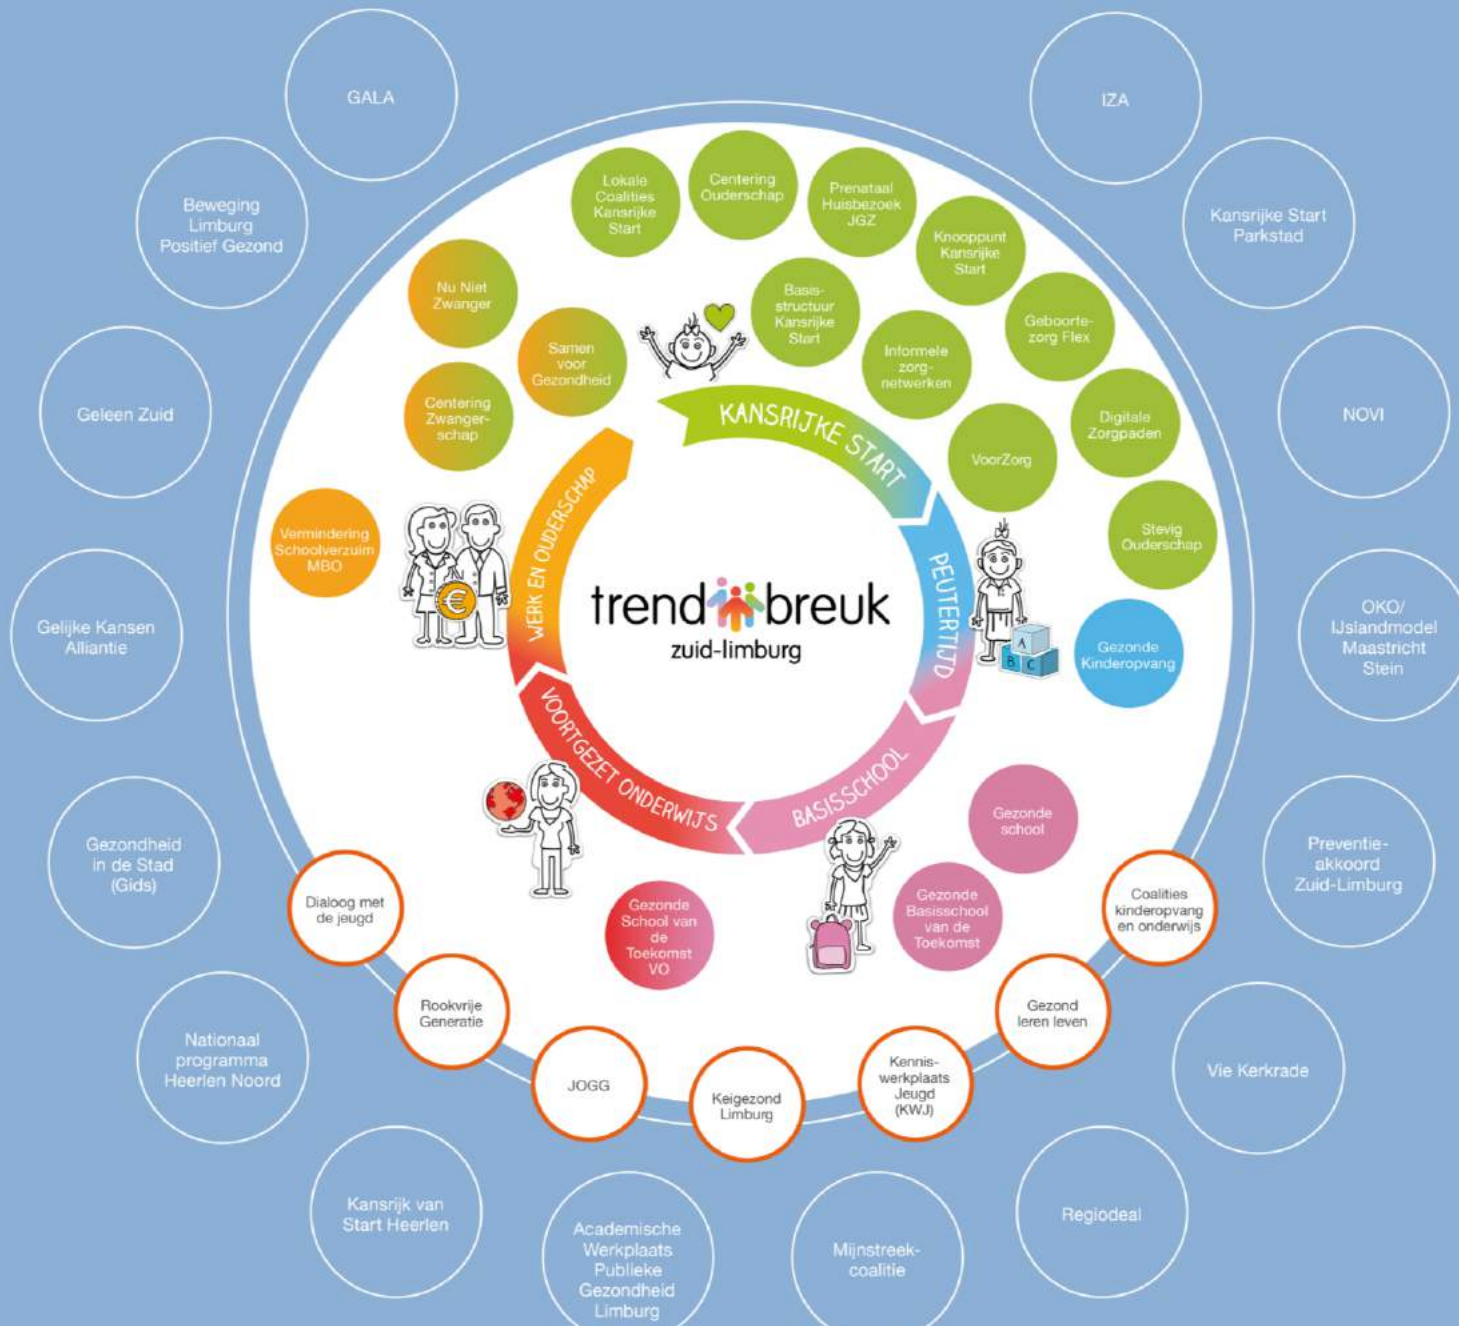 GALA
IZA
Beweging
Limburg
Positief Gezond
Kansrijke Start
Parkstad
Geleen Zuid
NOVI
Gelijke Kansen
Alliantie
OKO/
IJslandmodel
Maastricht
Stein
Gezondheid
in de Stad
(Gids)
Preventie-
akkoord
Zuid-Limburg
Nationaal
programma
Heerlen Noord
Vie Kerkrade
Kansrijk van
Start Heerlen
Academische
Werkplaats
Publieke
Gezondheid
Limburg
Mijnstreek-
coalitie
Regiodeal
Lokale
Coalities
Kansrijke
Start
Centering
Ouderschap
Prenataal
Huisbezoek
JGZ
Knooppunt
Kansrijke
Start
Nu Niet
Zwanger
Basis-
structuur
Kansrijke
Start
Geboorte-
zorg Flex
Samen
voor
Gezondheid
Informele
zorg-
netwerken
Centering
Zwanger-
schap
Digitale
Zorgpaden
VoorZorg
Vermindering
Schoolverzuim
MBO
Stevig
Ouderschap
Gezonde
Kinderopvang
KANSRIJKE START
PEUTERTIJD
BASISSCHOOL
VOORTGEZET ONDERWIJS
WERK EN OUDERSCHAP
€
A
B
C
trend breuk
zuid-limburg
Gezonde
school
Gezonde
Basisschool
van de
Toekomst
Gezonde
School van
de
Toekomst
VO
Dialoog met
de jeugd
Rookvrije
Generatie
JOGG
Keigezond
Limburg
Kennis-
werkplaats
Jeugd
(KWJ)
Gezond
leren leven
Coalities
kinderopvang
en onderwijs